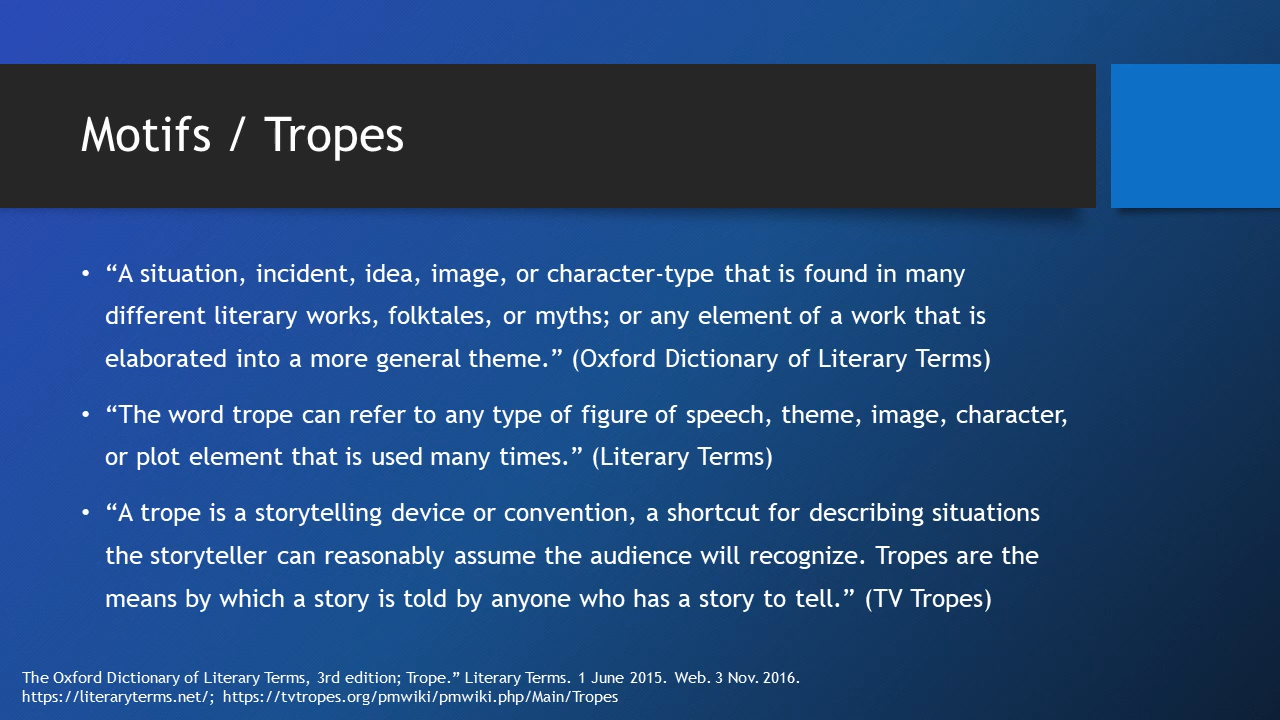 Motifs / Tropes
• “A situation, incident, idea, image, or character-type that is found in many
different literary works, folktales, or myths; or any element of a work that is
elaborated into a more general theme.” (Oxford Dictionary of Literary Terms)
• “The word trope can refer to any type of figure of speech, theme, image, character,
or plot element that is used many times.” (Literary Terms)
• “A trope is a storytelling device or convention, a shortcut for describing situations
the storyteller can reasonably assume the audience will recognize. Tropes are the
means by which a story is told by anyone who has a story to tell.” (TV Tropes)
The Oxford Dictionary of Literary Terms, 3rd edition; Trope.” Literary Terms. 1 June 2015. Web. 3 Nov. 2016.
https://literaryterms.net/; https://tvtropes.org/pmwiki/pmwiki.php/Main/Tropes